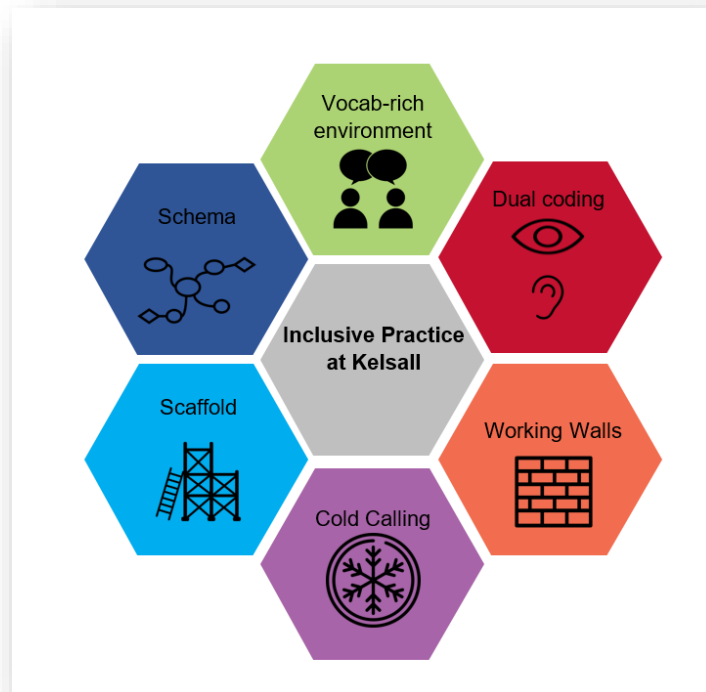 Vocab-rich
environment
Dual coding
Schema
Inclusive Practice
at Kelsall
Scaffold
Working Walls
Cold Calling